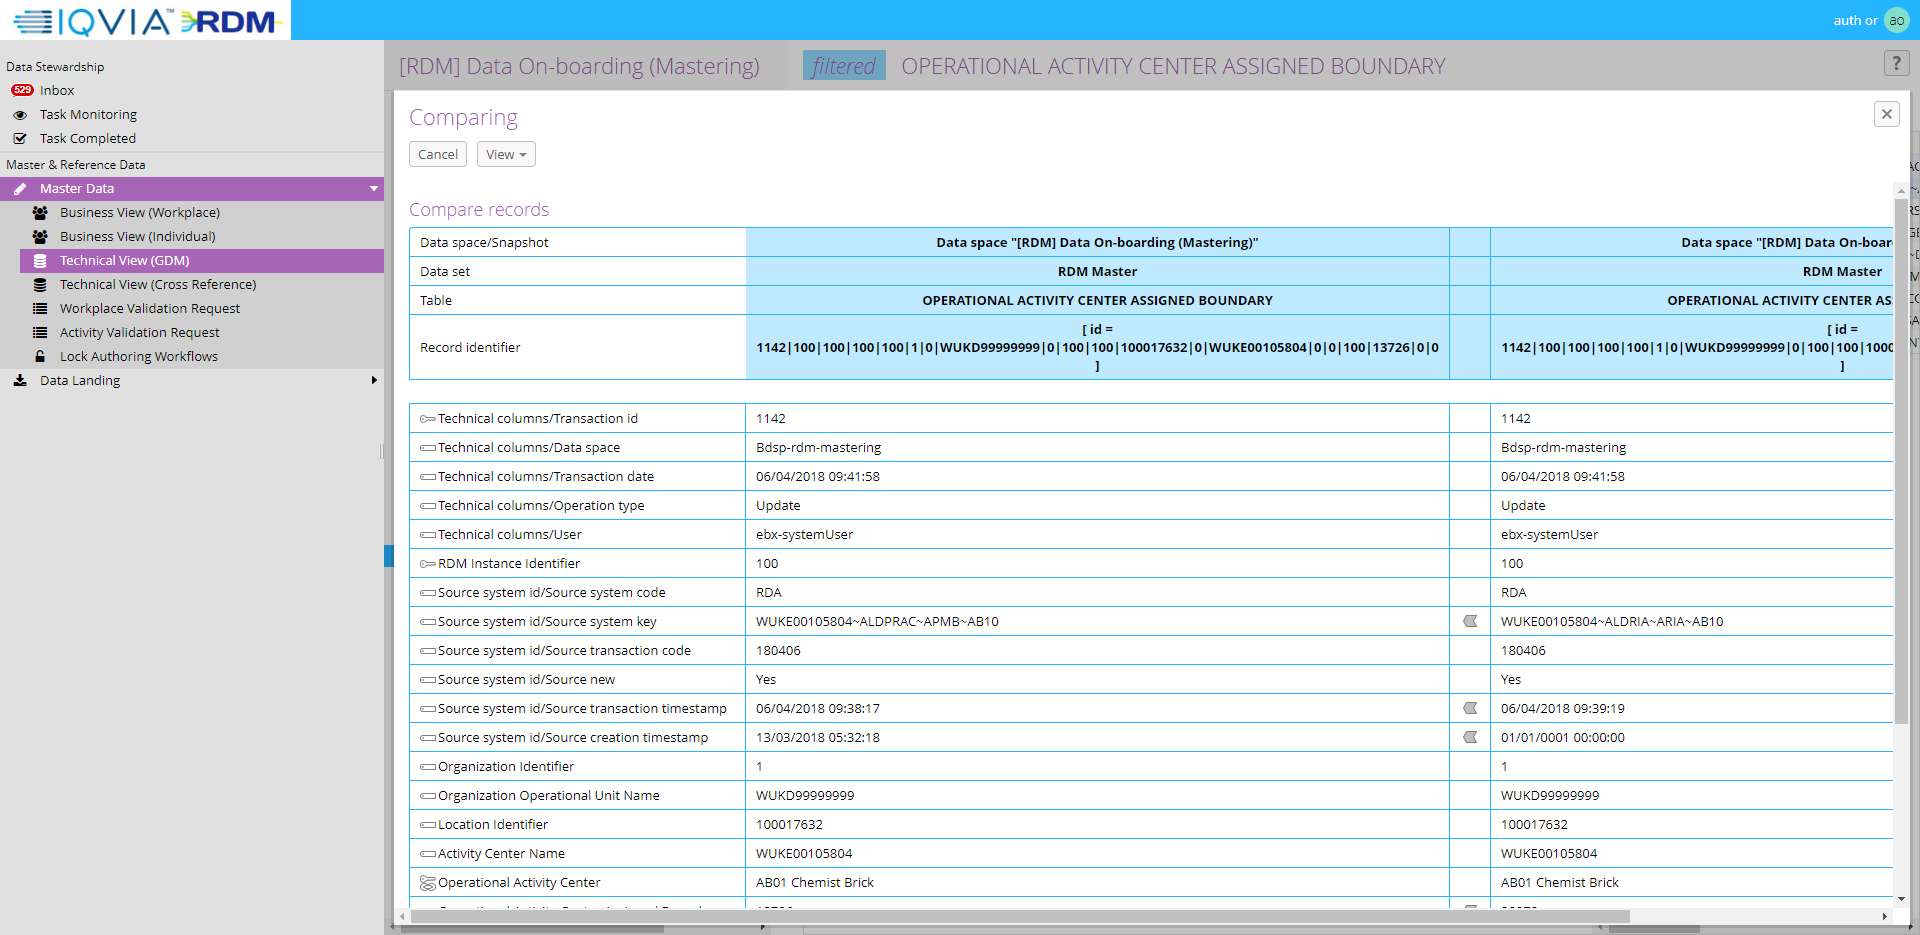 IQVIA™ RDM
auth or
ao
Data Stewardship
529 Inbox
Task Monitoring
Task Completed
Master & Reference Data
Master Data
Business View (Workplace)
Business View (Individual)
Technical View (GDM)
Technical View (Cross Reference)
Workplace Validation Request
Activity Validation Request
Lock Authoring Workflows
Data Landing
[RDM] Data On-boarding (Mastering)
filtered OPERATIONAL ACTIVITY CENTER ASSIGNED BOUNDARY
?
Comparing
Cancel View
Compare records
Data space/Snapshot Data space "[RDM] Data On-boarding (Mastering)" Data space "[RDM] Data On-boar
Data set RDM Master RDM Master
Table OPERATIONAL ACTIVITY CENTER ASSIGNED BOUNDARY OPERATIONAL ACTIVITY CENTER AS
[ id = [ id =
Record identifier 1142|100|100|100|100|1|0|WUKD99999999|0|100|100|100017632|0|WUKE00105804|0|0|100|13726|0|0 1142|100|100|100|100|1|0|WUKD99999999|0|100|100|1000
] ]
Technical columns/Transaction id 1142 1142
Technical columns/Data space Bdsp-rdm-mastering Bdsp-rdm-mastering
Technical columns/Transaction date 06/04/2018 09:41:58 06/04/2018 09:41:58
Technical columns/Operation type Update Update
Technical columns/User ebx-systemUser ebx-systemUser
RDM Instance Identifier 100 100
Source system id/Source system code RDA RDA
Source system id/Source system key WUKE00105804~ALDPRAC~APMB~AB10 WUKE00105804~ALDRIA~ARIA~AB10
Source system id/Source transaction code 180406 180406
Source system id/Source new Yes Yes
Source system id/Source transaction timestamp 06/04/2018 09:38:17 06/04/2018 09:39:19
Source system id/Source creation timestamp 13/03/2018 05:32:18 01/01/0001 00:00:00
Organization Identifier 1 1
Organization Operational Unit Name WUKD99999999 WUKD99999999
Location Identifier 100017632 100017632
Activity Center Name WUKE00105804 WUKE00105804
Operational Activity Center AB01 Chemist Brick AB01 Chemist Brick